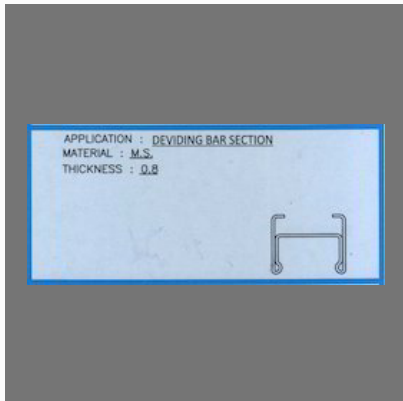 APPLICATION : DEVIDING BAR SECTION
MATERIAL : M.S.
THICKNESS : 0.8